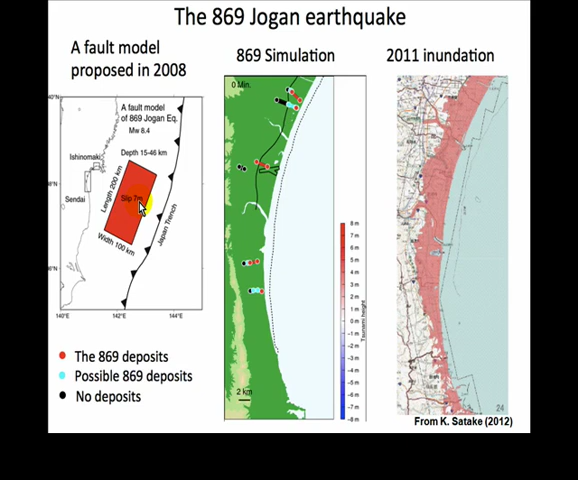 The 869 Jogan earthquake
A fault model
proposed in 2008
869 Simulation
2011 inundation
40°N
A fault model
of 869 Jogan Eq.
Mw 8.4
Depth 15-46 km
Ishinomaki
Length 200 km
Slip 7m
Sendai
Width 100 km
Japan Trench
140°E
142°E
144°E
0 Min.
2 km
8 m
7 m
6 m
5 m
4 m
3 m
2 m
1 m
0 m
-1 m
-2 m
-3 m
-4 m
-5 m
-6 m
-7 m
-8 m
Tsunami height
The 869 deposits
Possible 869 deposits
No deposits
24
From K. Satake (2012)